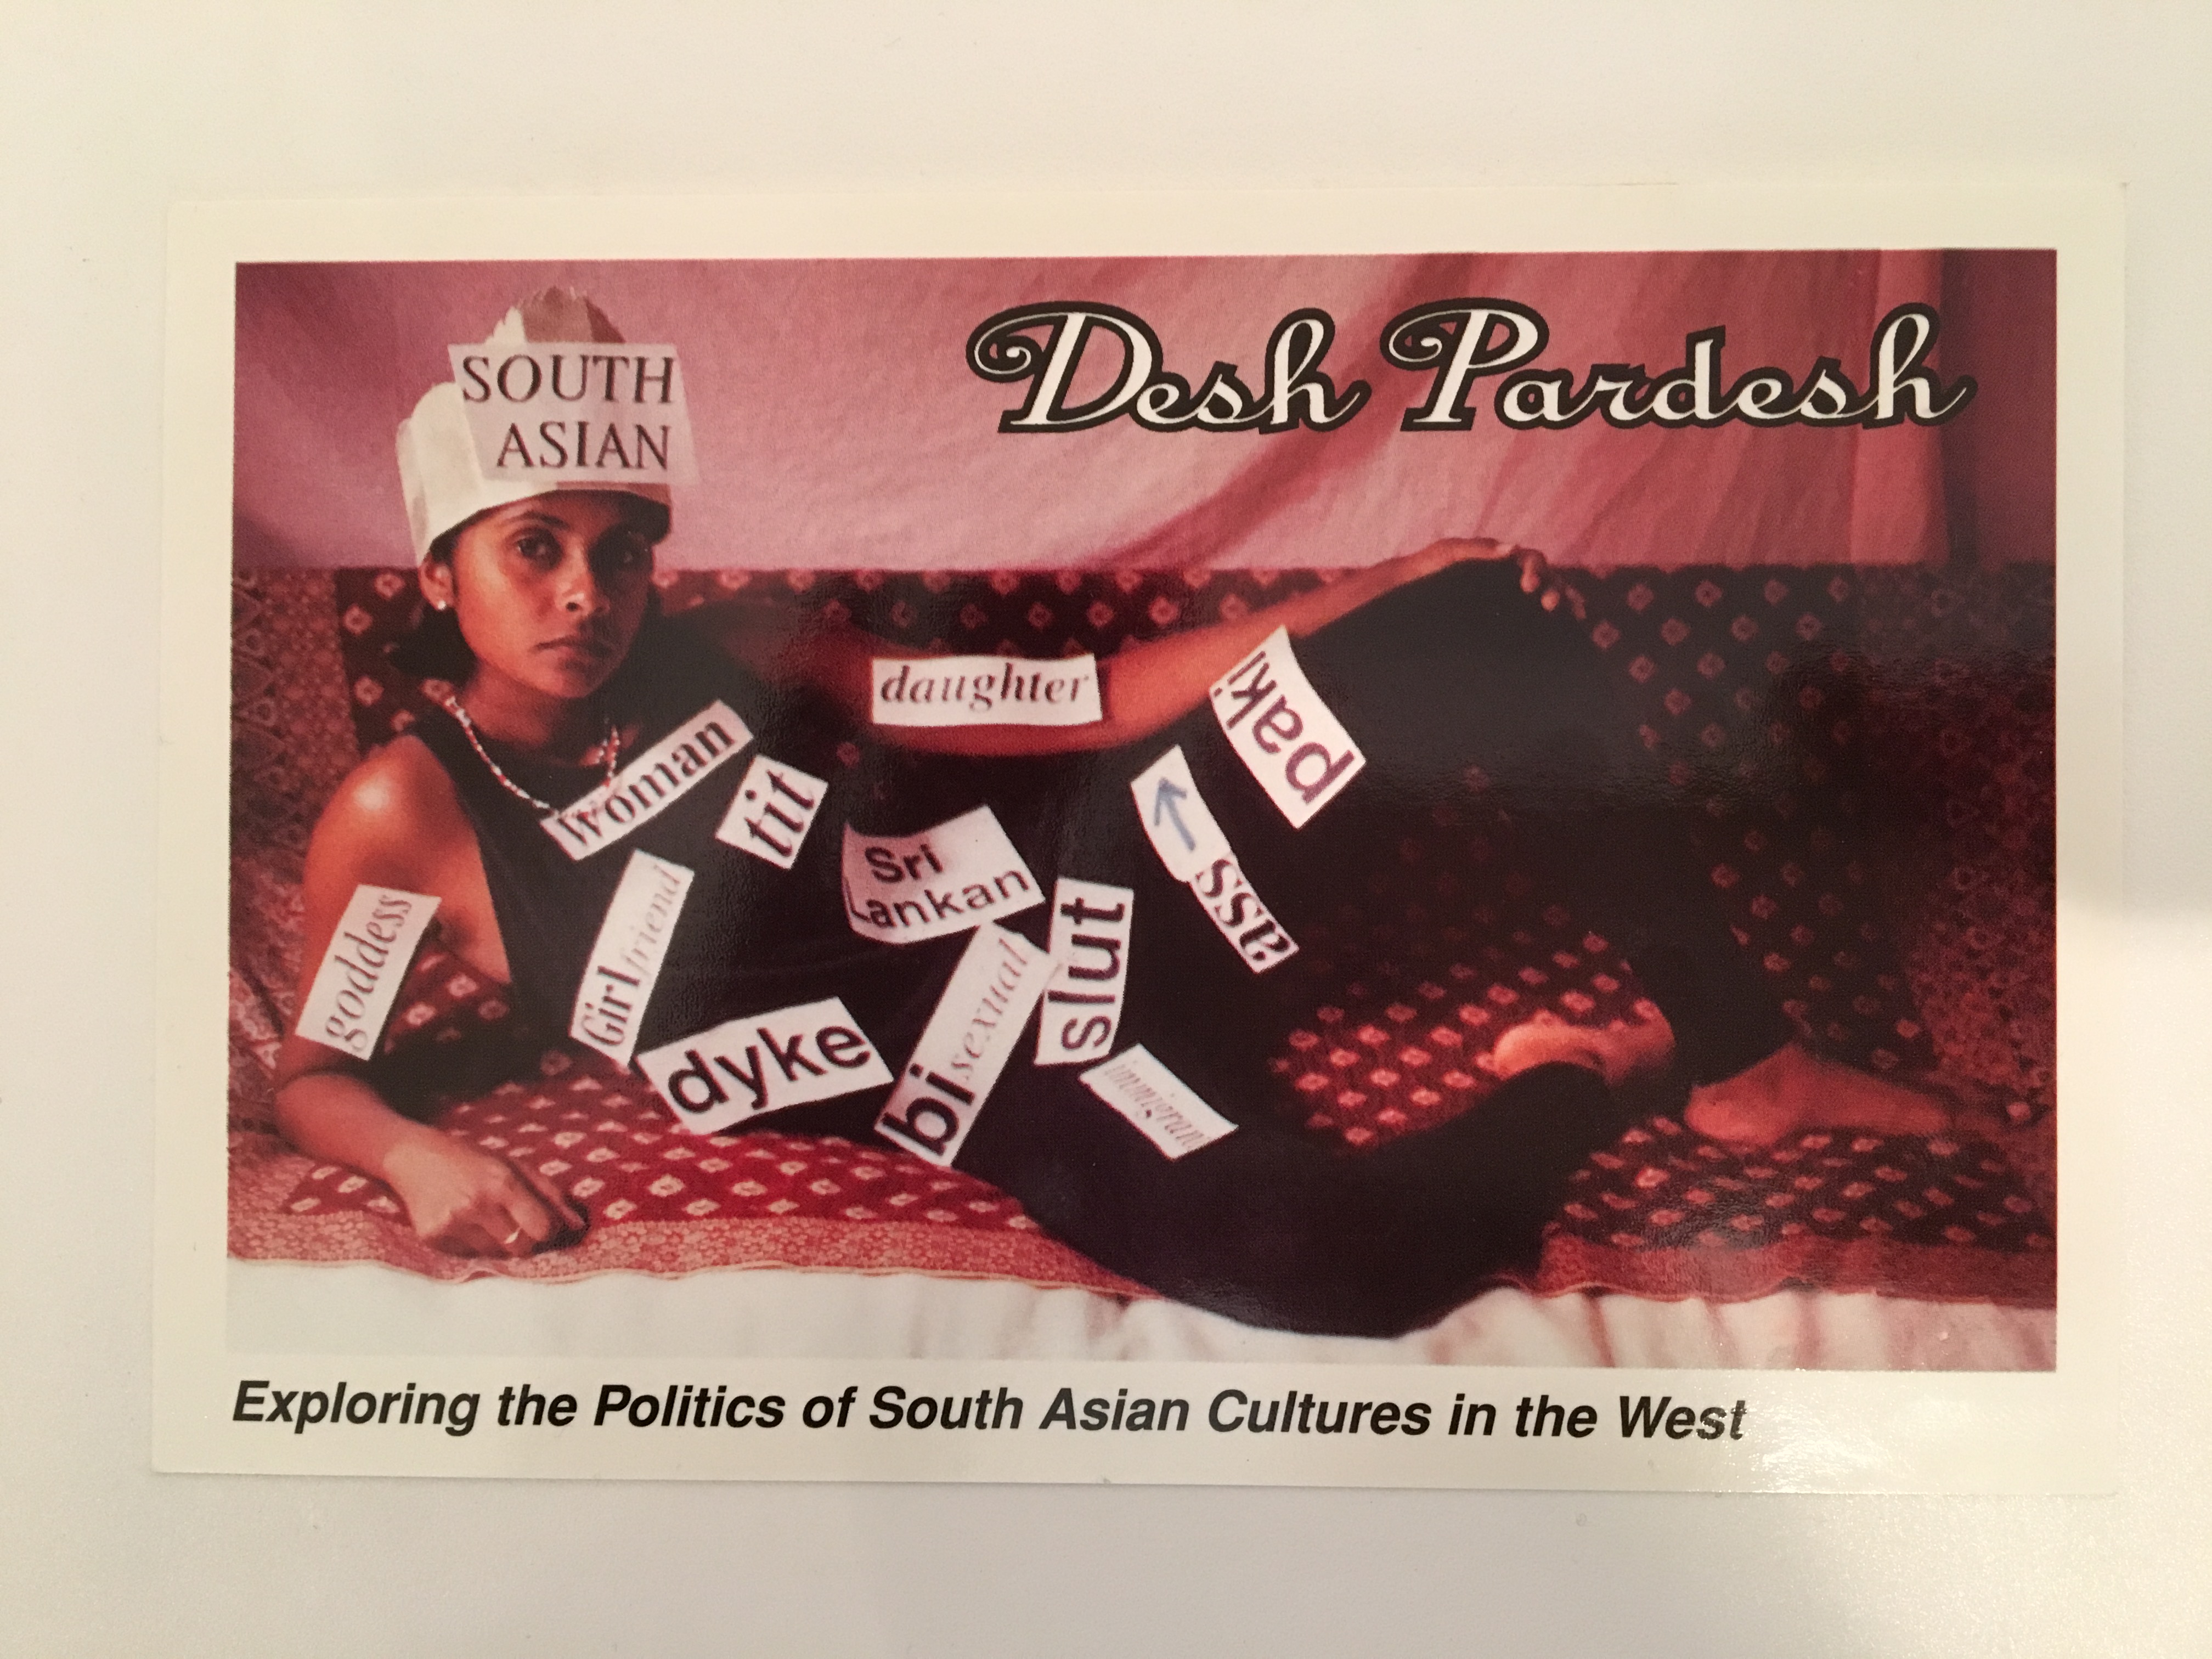 SOUTH
ASIAN
Desh Pardesh
daughter
paki
woman
tit
Sri
Lankan
ass
goddess
Girlfriend
slut
bisexual
dyke
immigrant
Exploring the Politics of South Asian Cultures in the West